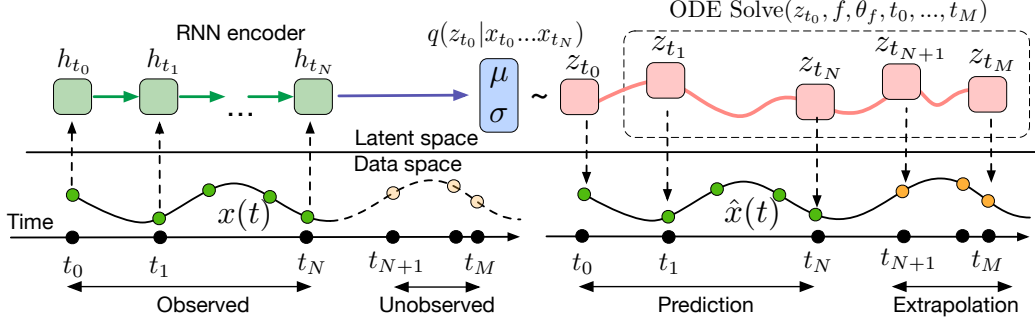 ODE Solve(z_{t_0}, f, θ_f, t_0, ..., t_M)
RNN encoder
q(z_{t_0}|x_{t_0}...x_{t_N})
h_{t_0} h_{t_1} h_{t_N}
z_{t_0} z_{t_1} z_{t_N} z_{t_{N+1}} z_{t_M}
...
μ
σ
~
Latent space
Data space
x(t) x̂(t)
Time
t_0 t_1 t_N t_{N+1} t_M t_0 t_1 t_N t_{N+1} t_M
Observed Unobserved Prediction Extrapolation